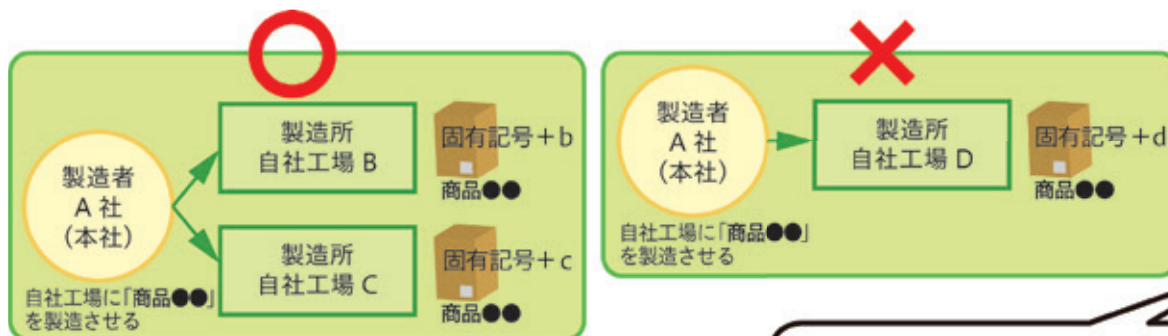 製造者
A 社
(本社)
自社工場に「商品●●」
を製造させる
製造所
自社工場 B
固有記号+b
商品●●
製造所
自社工場 C
固有記号+c
商品●●
製造者
A 社
(本社)
自社工場に「商品●●」
を製造させる
製造所
自社工場 D
固有記号+d
商品●●